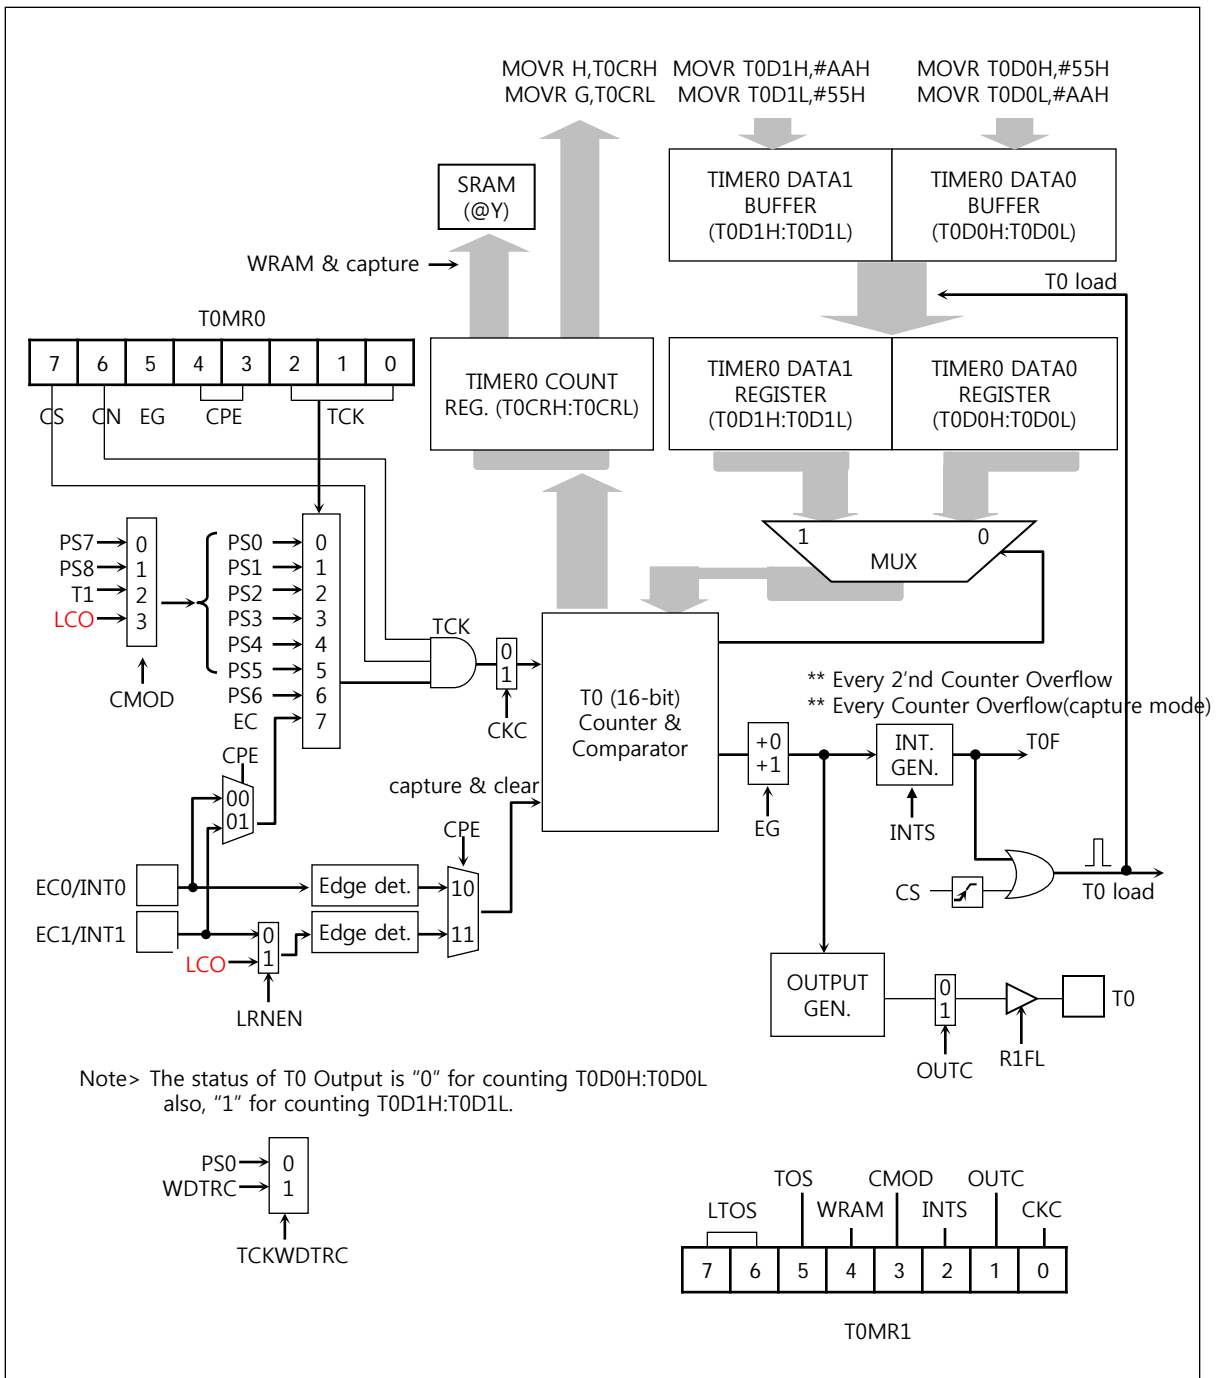 MOVR H,T0CRH
MOVR G,T0CRL
MOVR T0D1H,#AAH
MOVR T0D1L,#55H
MOVR T0D0H,#55H
MOVR T0D0L,#AAH
SRAM
(@Y)
TIMER0 DATA1
BUFFER
(T0D1H:T0D1L)
TIMER0 DATA0
BUFFER
(T0D0H:T0D0L)
WRAM & capture
T0 load
T0MR0
7 6 5 4 3 2 1 0
CS CN EG CPE TCK
TIMER0 COUNT
REG. (T0CRH:T0CRL)
TIMER0 DATA1
REGISTER
(T0D1H:T0D1L)
TIMER0 DATA0
REGISTER
(T0D0H:T0D0L)
1 0
MUX
PS7 0
PS8 1
T1 2
LCO 3
CMOD
PS0 0
PS1 1
PS2 2
PS3 3
PS4 4
PS5 5
PS6 6
EC 7
TCK
0
1
CKC
T0 (16-bit)
Counter &
Comparator
** Every 2'nd Counter Overflow
** Every Counter Overflow(capture mode)
+0
+1
EG
INT.
GEN.
INTS
T0F
CPE
00
01
capture & clear
CPE
10
11
EC0/INT0
Edge det.
EC1/INT1
0
1
LCO
Edge det.
LRNEN
CS
T0 load
OUTPUT
GEN.
0
1
OUTC
R1FL
T0
Note> The status of T0 Output is "0" for counting T0D0H:T0D0L
also, "1" for counting T0D1H:T0D1L.
PS0 0
WDTRC 1
TCKWDTRC
LTOS TOS WRAM CMOD INTS OUTC CKC
7 6 5 4 3 2 1 0
T0MR1